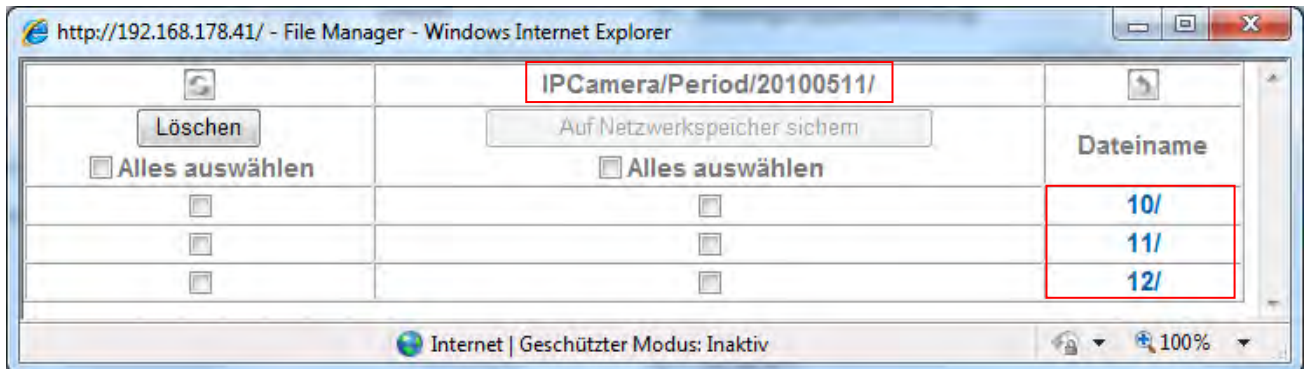 http://192.168.178.41/ - File Manager - Windows Internet Explorer
IPCamera/Period/20100511/
Löschen
Auf Netzwerkspeicher sichern
Dateiname
Alles auswählen
Alles auswählen
10/
11/
12/
Internet | Geschützter Modus: Inaktiv
100%